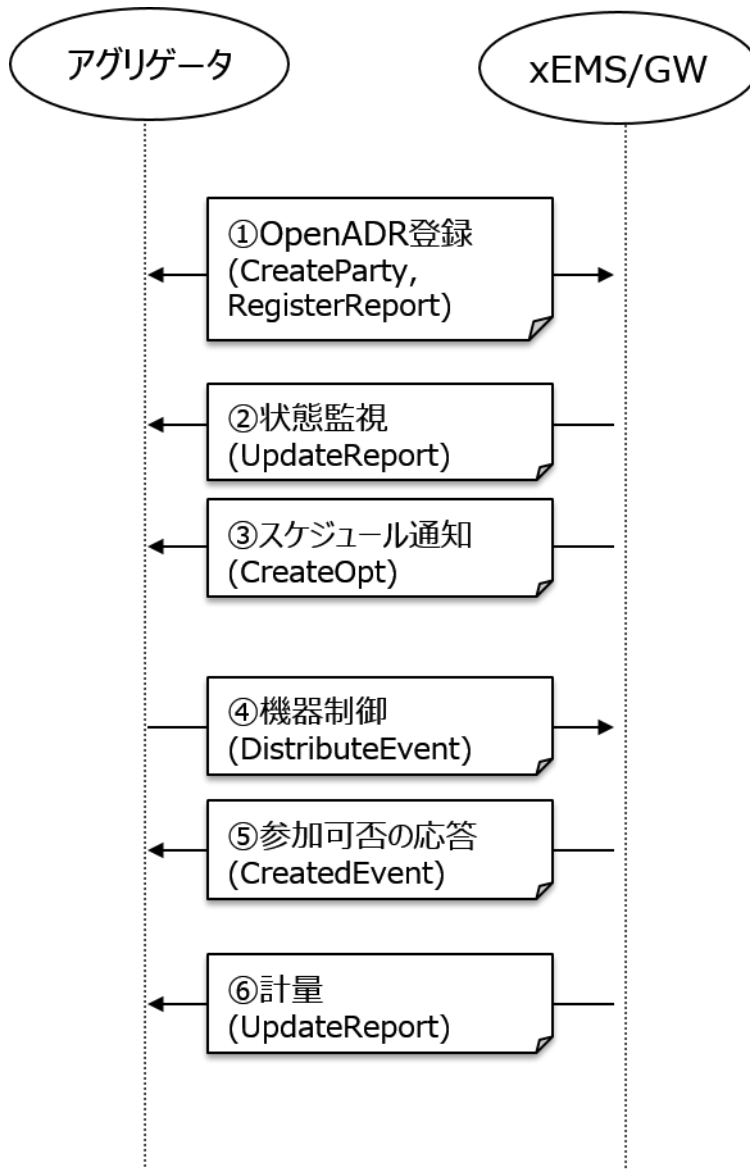 アグリゲータ
xEMS/GW
①OpenADR登録
(CreateParty,
RegisterReport)
②状態監視
(UpdateReport)
③スケジュール通知
(CreateOpt)
④機器制御
(DistributeEvent)
⑤参加可否の応答
(CreatedEvent)
⑥計量
(UpdateReport)